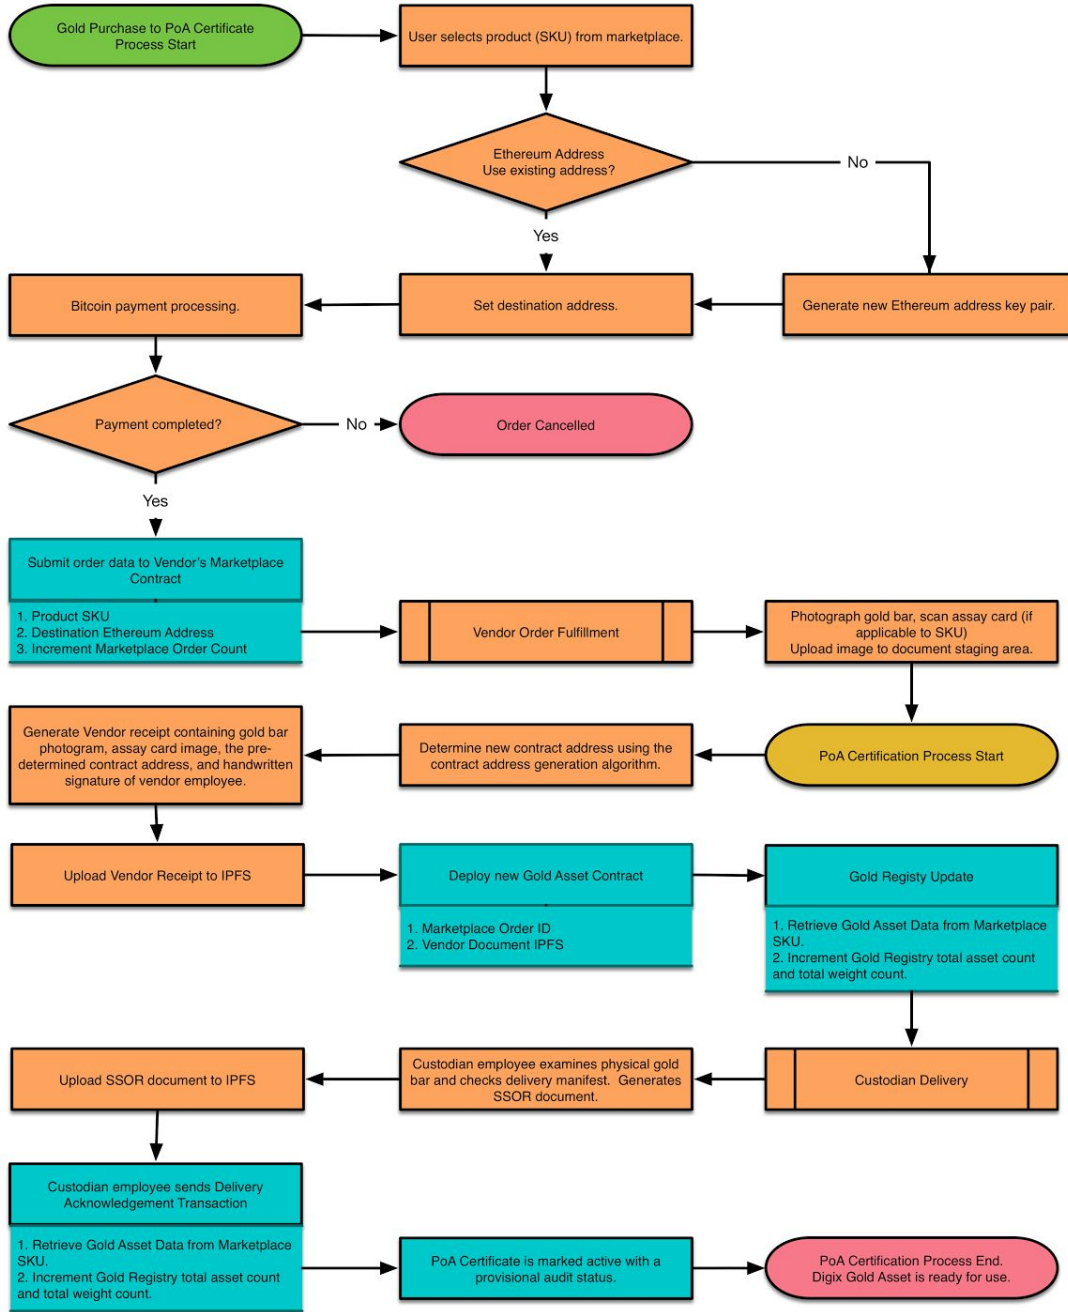 Gold Purchase to PoA Certificate
Process Start
User selects product (SKU) from marketplace.
Ethereum Address
Use existing address?
No
Yes
Bitcoin payment processing.
Set destination address.
Generate new Ethereum address key pair.
Payment completed?
No
Order Cancelled
Yes
Submit order data to Vendor's Marketplace
Contract
1. Product SKU
2. Destination Ethereum Address
3. Increment Marketplace Order Count
Vendor Order Fulfillment
Photograph gold bar, scan assay card (if
applicable to SKU)
Upload image to document staging area.
Generate Vendor receipt containing gold bar
photogram, assay card image, the pre-
determined contract address, and handwritten
signature of vendor employee.
Determine new contract address using the
contract address generation algorithm.
PoA Certification Process Start
Upload Vendor Receipt to IPFS
Deploy new Gold Asset Contract
1. Marketplace Order ID
2. Vendor Document IPFS
Gold Registy Update
1. Retrieve Gold Asset Data from Marketplace
SKU.
2. Increment Gold Registry total asset count
and total weight count.
Upload SSOR document to IPFS
Custodian employee examines physical gold
bar and checks delivery manifest. Generates
SSOR document.
Custodian Delivery
Custodian employee sends Delivery
Acknowledgement Transaction
1. Retrieve Gold Asset Data from Marketplace
SKU.
2. Increment Gold Registry total asset count
and total weight count.
PoA Certificate is marked active with a
provisional audit status.
PoA Certification Process End.
Digix Gold Asset is ready for use.